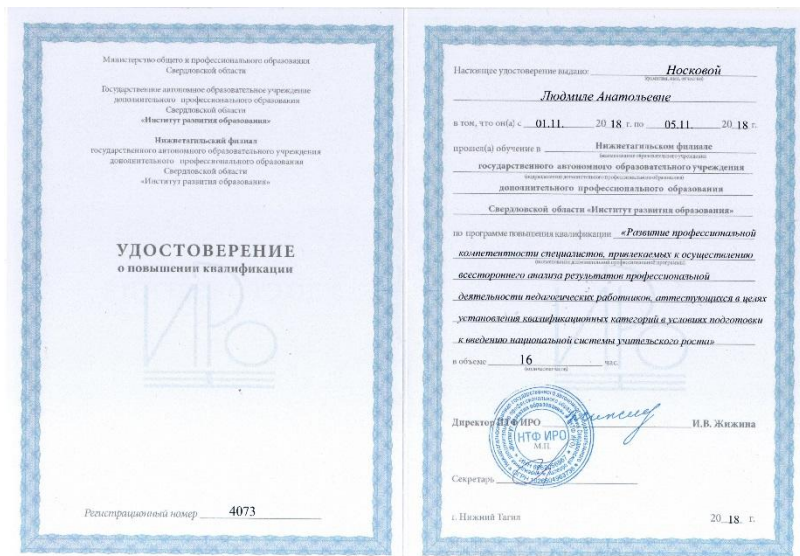 Министерство общего и профессионального образования
Свердловской области
Государственное автономное образовательное учреждение
дополнительного профессионального образования
Свердловской области
«Институт развития образования»
Нижнетагильский филиал
государственного автономного образовательного учреждения
дополнительного профессионального образования
Свердловской области
«Институт развития образования»
УДОСТОВЕРЕНИЕ
о повышении квалификации
ИРО
Регистрационный номер 4073
Настоящее удостоверение выдано Носковой
Людмиле Анатольевне
в том, что он(а) с 01.11. 20 18 г. по 05.11. 20 18 г.
прошел(а) обучение в Нижнетагильском филиале
государственного автономного образовательного учреждения
дополнительного профессионального образования
Свердловской области «Институт развития образования»
по программе повышения квалификации «Развитие профессиональной
компетентности специалистов, привлекаемых к осуществлению
всестороннего анализа результатов профессиональной
деятельности педагогических работников, аттестующихся в целях
установления квалификационных категорий в условиях подготовки
к введению национальной системы учительского роста»
в объеме 16 час.
(количество часов)
Директор НТФ ИРО И.В. Жижина
НТФ ИРО
М.П.
Секретарь
г. Нижний Тагил 20 18 г.